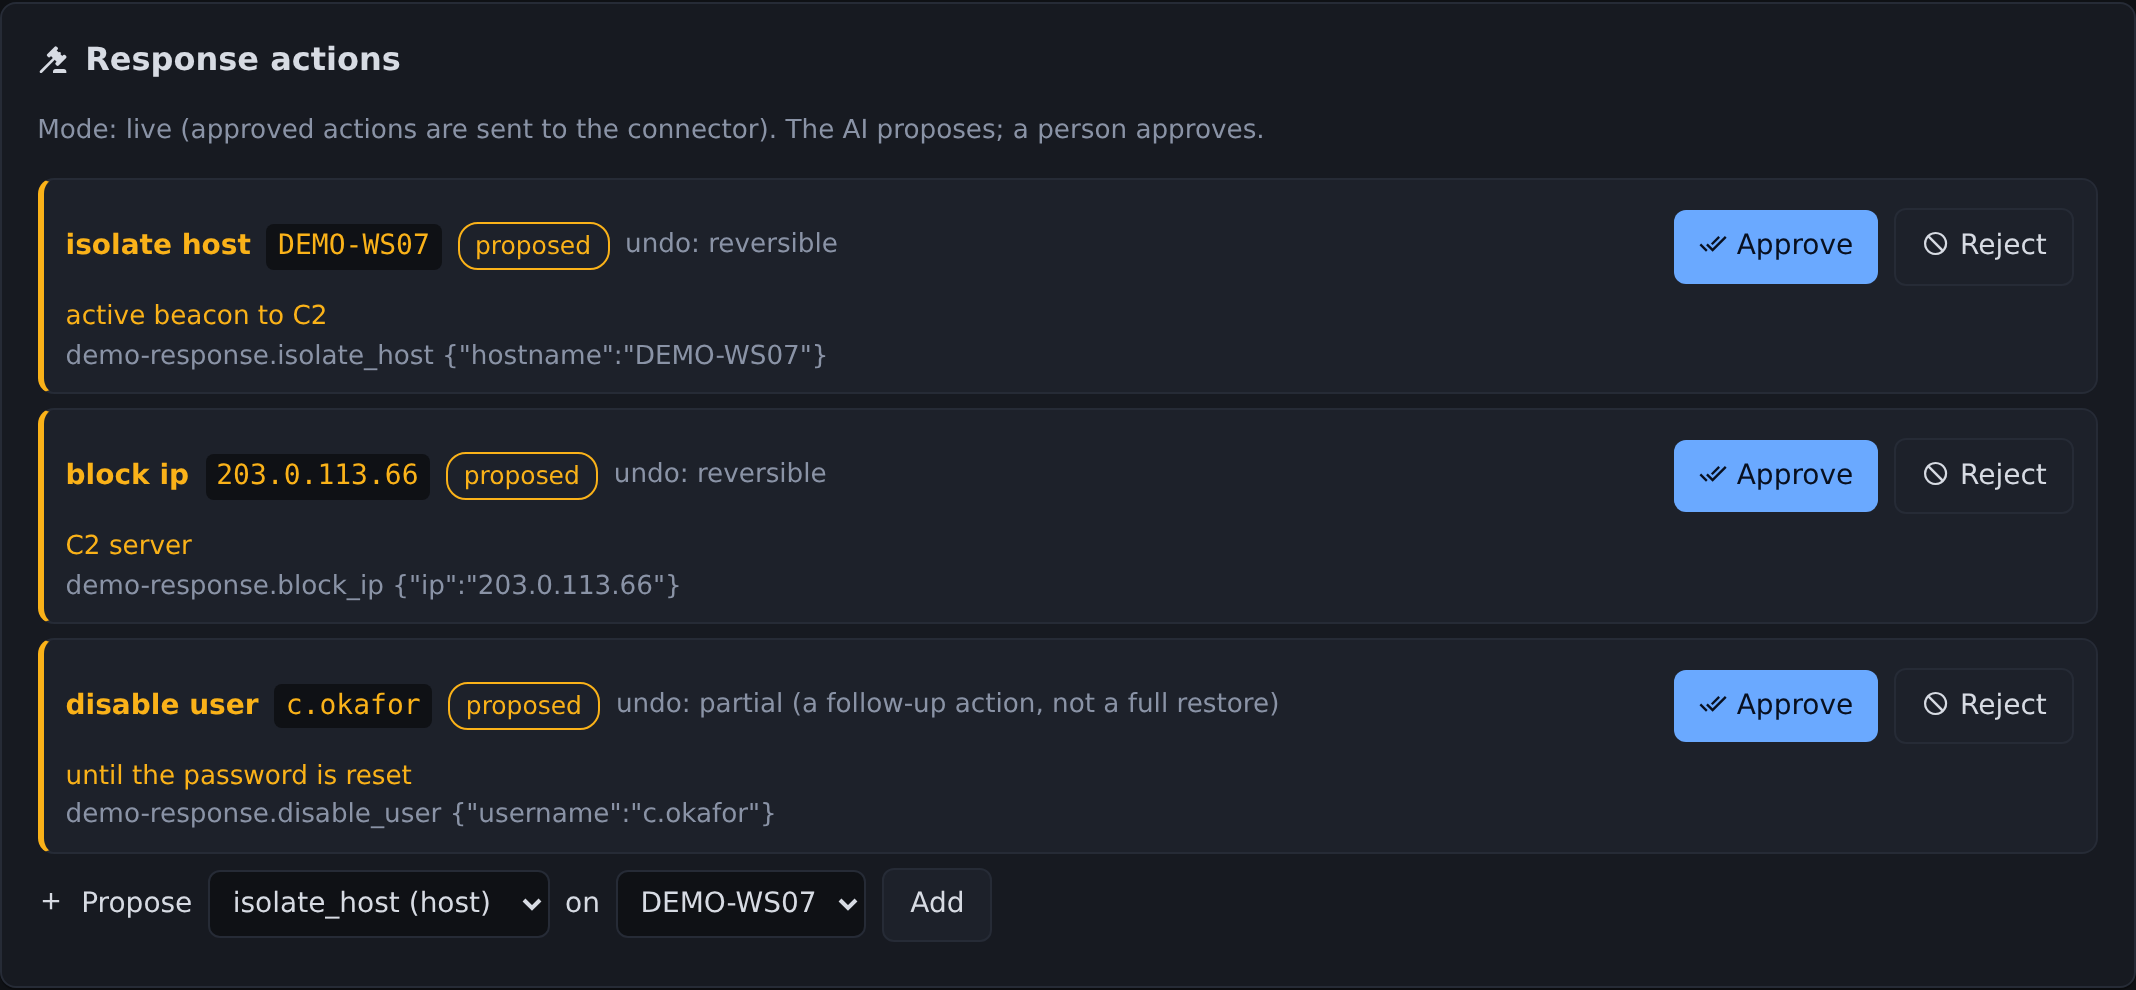 Response actions
Mode: live (approved actions are sent to the connector). The AI proposes; a person approves.
isolate host DEMO-WS07 proposed undo: reversible Approve Reject
active beacon to C2
demo-response.isolate_host {"hostname":"DEMO-WS07"}
block ip 203.0.113.66 proposed undo: reversible Approve Reject
C2 server
demo-response.block_ip {"ip":"203.0.113.66"}
disable user c.okafor proposed undo: partial (a follow-up action, not a full restore) Approve Reject
until the password is reset
demo-response.disable_user {"username":"c.okafor"}
+ Propose isolate_host (host) on DEMO-WS07 Add